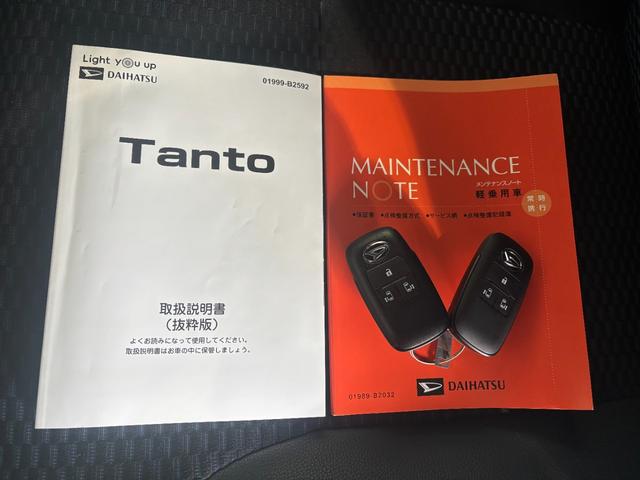 Light you up
DAIHATSU
01999-B2592
Tanto
取扱説明書
(抜粋版)
よくお読みになって使用してください。
取扱説明書はお車の中に保管しましょう。
MAINTENANCE
NOTE
メンテナンスノート
軽乗用車
常時
携行
●保証書 ●点検整備方式 ●サービス網 ●点検整備記録簿
DAIHATSU
01989-B2032